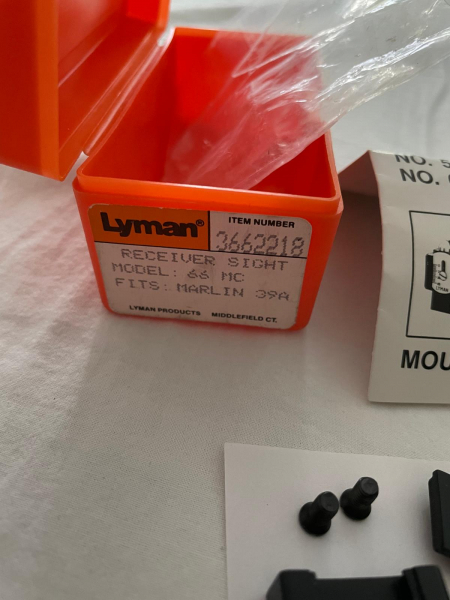 Lyman®
ITEM NUMBER
3662218
RECEIVER SIGHT
MODEL: 66 MC
FITS: MARLIN 39A
LYMAN PRODUCTS MIDDLEFIELD CT.
NO. 5
NO.
MOU